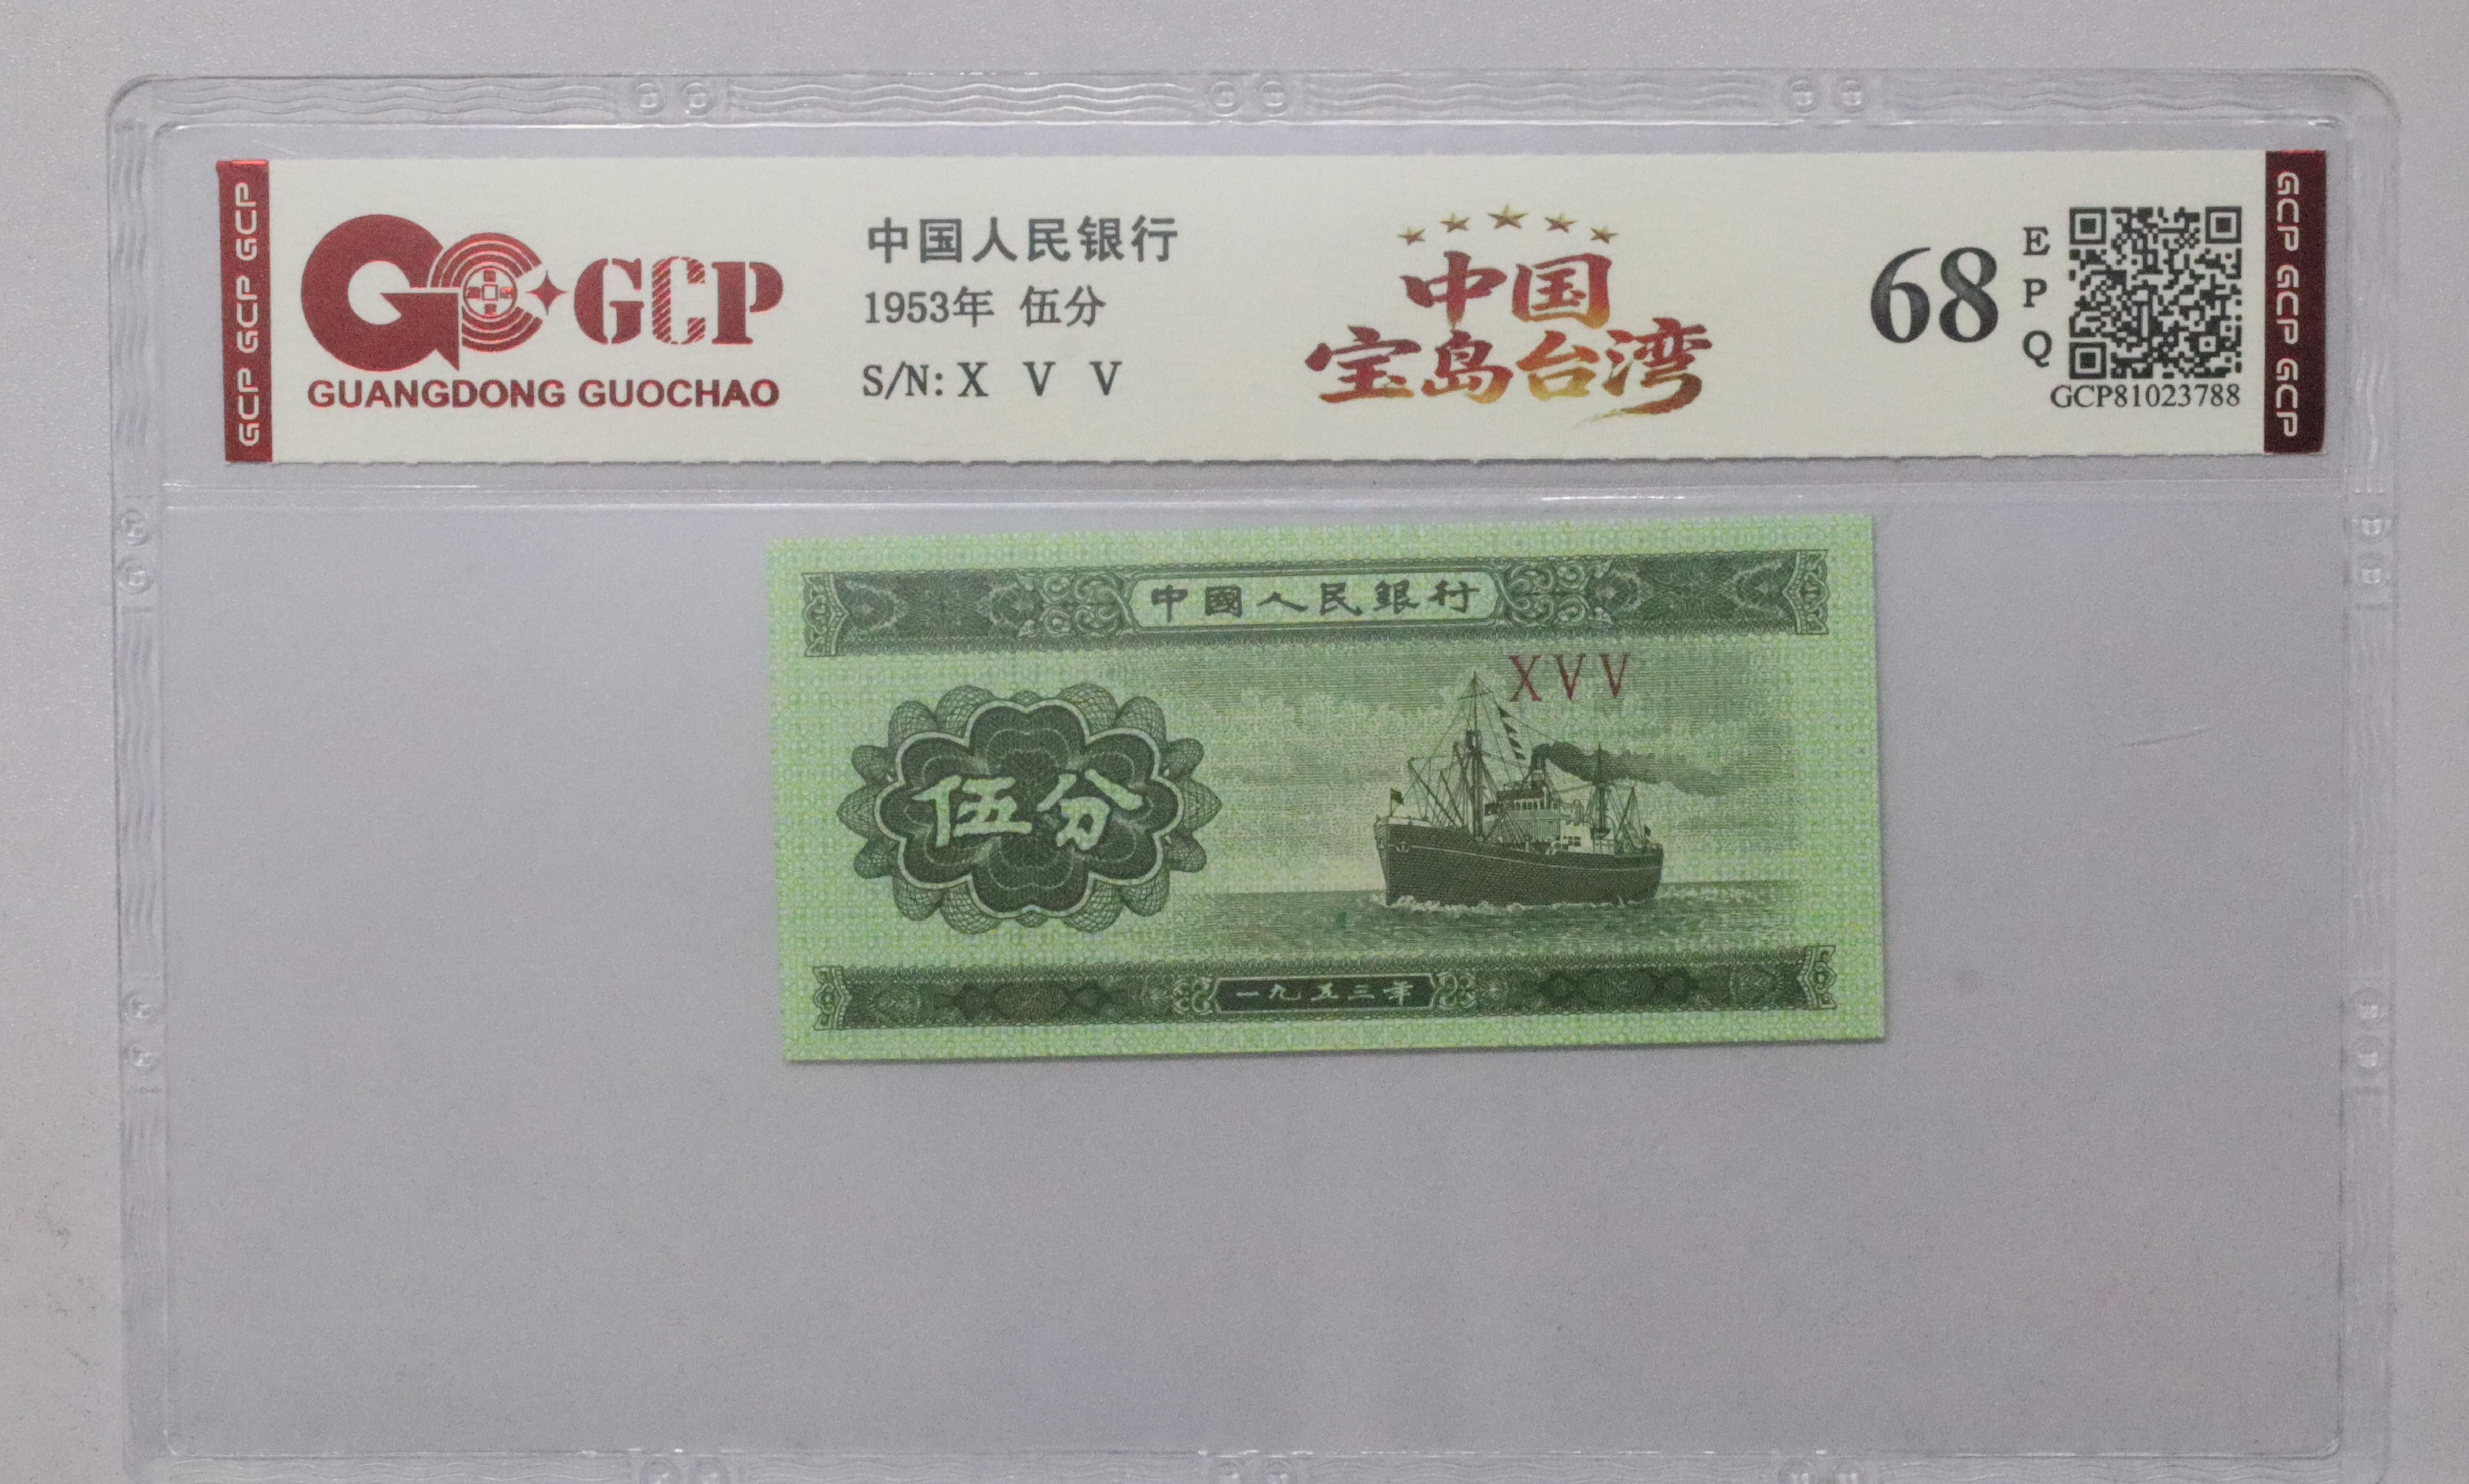 GCP GCP GCP
GCP
GUANGDONG GUOCHAO
中国人民银行
1953年 伍分
S/N: X V V
中国
宝岛台湾
68
E
P
Q
GCP81023788
GCP GCP GCP
中國人民銀行
X V V
伍分
一九五三年